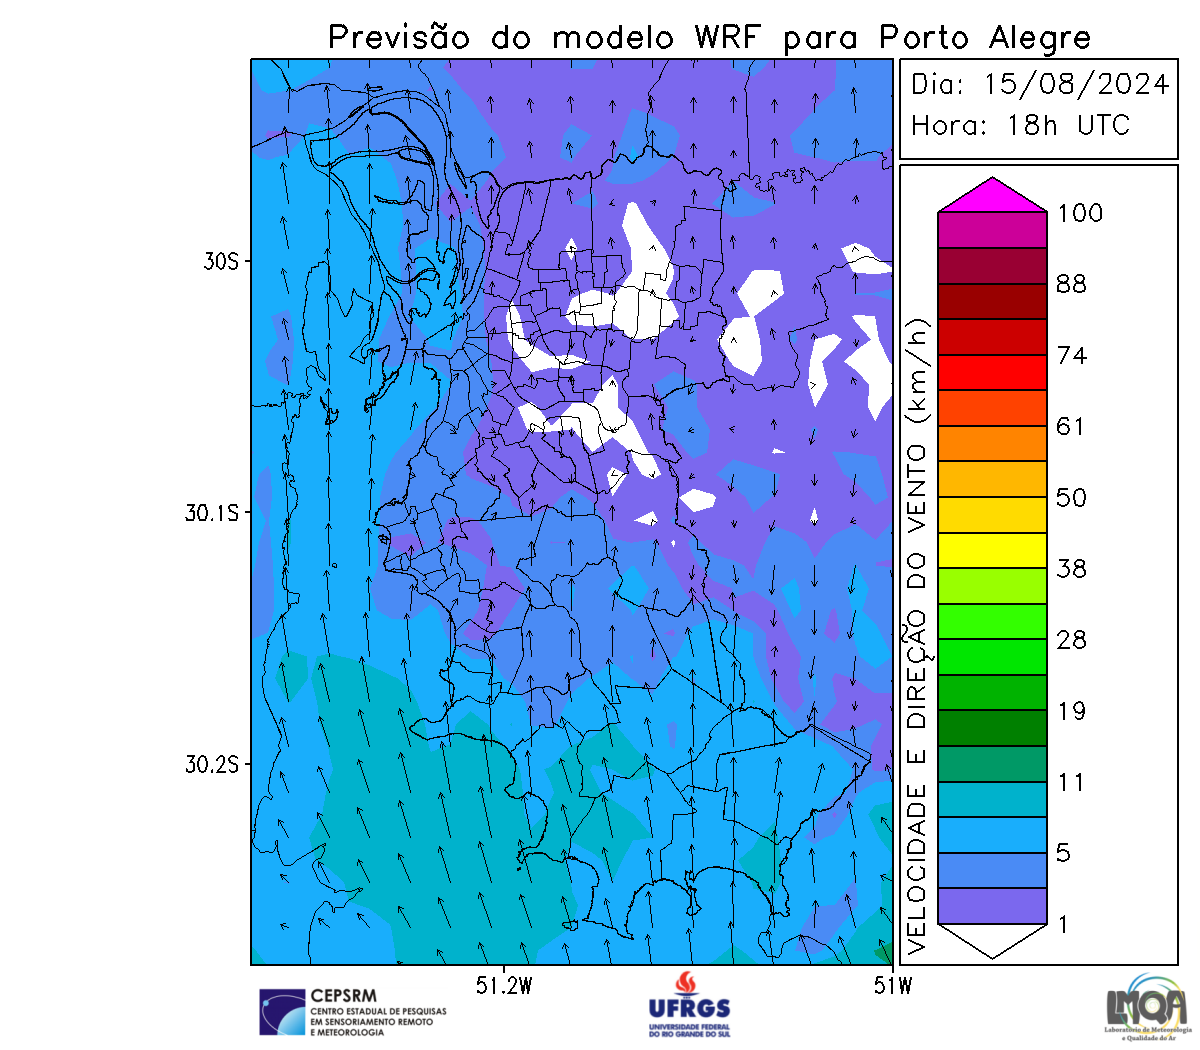 Previsão do modelo WRF para Porto Alegre
Dia: 15/08/2024
Hora: 18h UTC
30S
30.1S
30.2S
51.2W
51W
VELOCIDADE E DIREÇÃO DO VENTO (km/h)
100
88
74
61
50
38
28
19
11
5
1
CEPSRM
CENTRO ESTADUAL DE PESQUISAS
EM SENSORIAMENTO REMOTO
E METEOROLOGIA
UFRGS
UNIVERSIDADE FEDERAL
DO RIO GRANDE DO SUL
LMQA
Laboratório de Meteorologia
e Qualidade do Ar